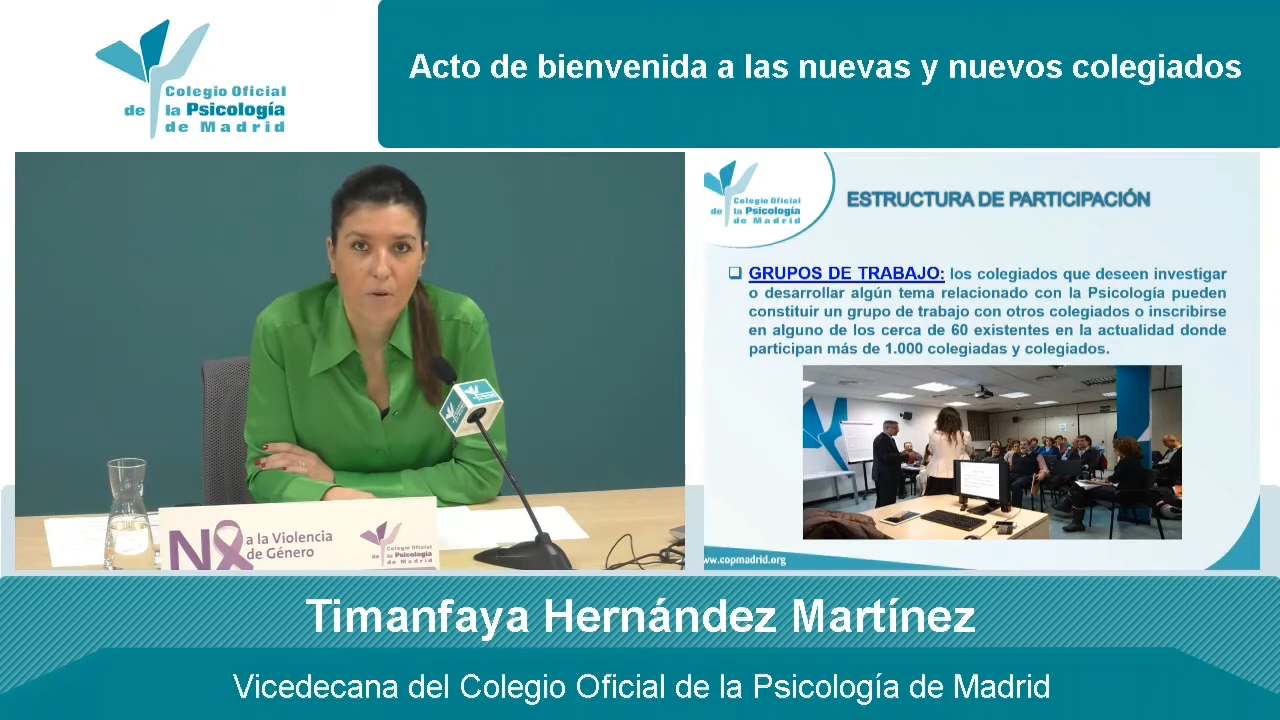 Colegio Oficial
de la Psicología
de Madrid
Acto de bienvenida a las nuevas y nuevos colegiados
Colegio Oficial
de la Psicología
de Madrid
ESTRUCTURA DE PARTICIPACIÓN
GRUPOS DE TRABAJO: los colegiados que deseen investigar
o desarrollar algún tema relacionado con la Psicología pueden
constituir un grupo de trabajo con otros colegiados o inscribirse
en alguno de los cerca de 60 existentes en la actualidad donde
participan más de 1.000 colegiadas y colegiados.
ww.copmadrid.org
NO a la Violencia
de Género
Colegio Oficial
de la Psicología
de Madrid
Timanfaya Hernández Martínez
Vicedecana del Colegio Oficial de la Psicología de Madrid